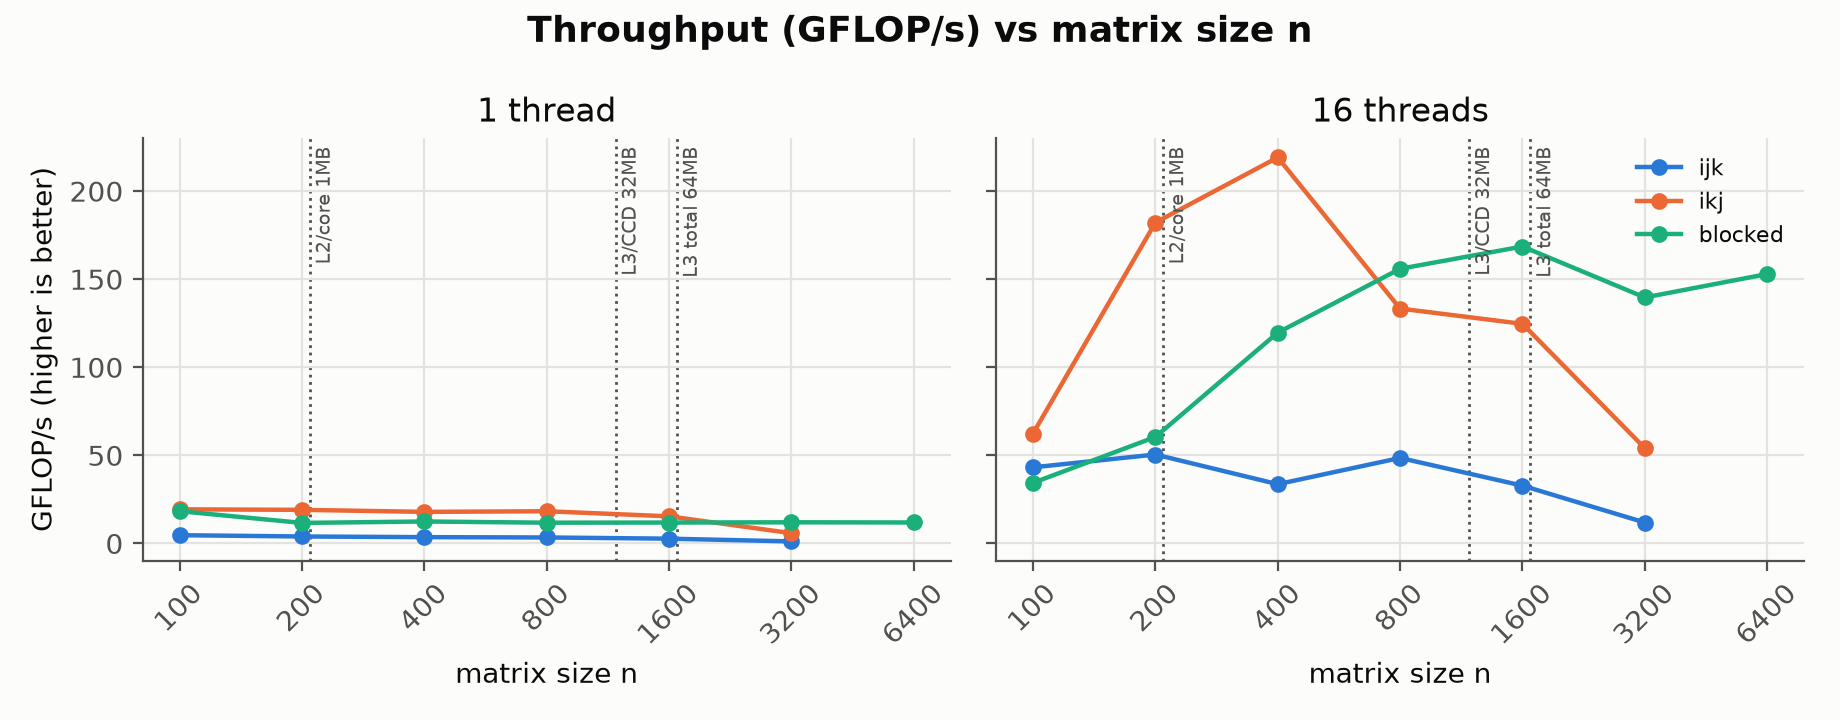 Throughput (GFLOP/s) vs matrix size n
1 thread
GFLOP/s (higher is better)
200
150
100
50
0
L2/core 1MB
L3/CCD 32MB
L3 total 64MB
100
200
400
800
1600
3200
6400
matrix size n
16 threads
L2/core 1MB
L3/CCD 32MB
L3 total 64MB
ijk
ikj
blocked
100
200
400
800
1600
3200
6400
matrix size n